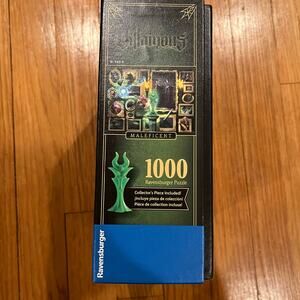 Villainous
MALEFICENT
1000
Ravensburger Puzzle
Collector's Piece Included!
¡Incluye pieza de colección!
Pièce de collection incluse!
Ravensburger